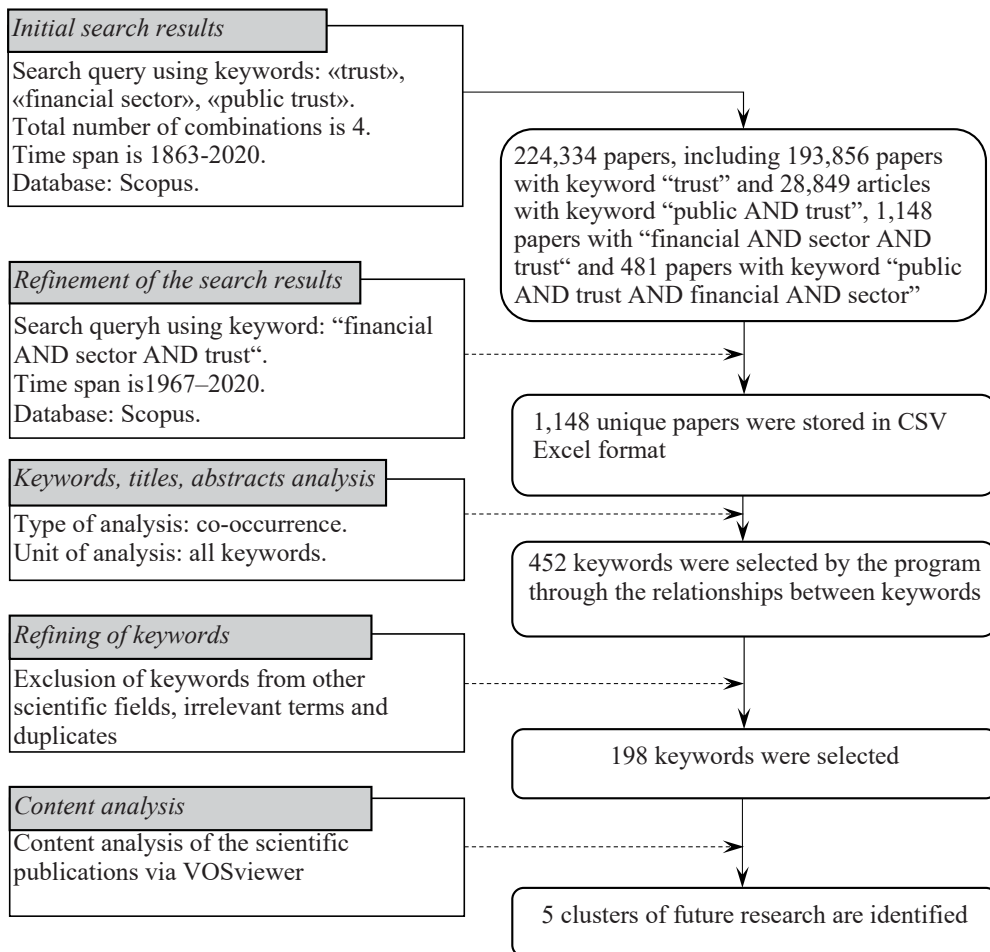 Initial search results
Search query using keywords: «trust»,
«financial sector», «public trust».
Total number of combinations is 4.
Time span is 1863-2020.
Database: Scopus.
224,334 papers, including 193,856 papers
with keyword “trust” and 28,849 articles
with keyword “public AND trust”, 1,148
papers with “financial AND sector AND
trust“ and 481 papers with keyword “public
AND trust AND financial AND sector”
Refinement of the search results
Search queryh using keyword: “financial
AND sector AND trust“.
Time span is1967–2020.
Database: Scopus.
1,148 unique papers were stored in CSV
Excel format
Keywords, titles, abstracts analysis
Type of analysis: co-occurrence.
Unit of analysis: all keywords.
452 keywords were selected by the program
through the relationships between keywords
Refining of keywords
Exclusion of keywords from other
scientific fields, irrelevant terms and
duplicates
198 keywords were selected
Content analysis
Content analysis of the scientific
publications via VOSviewer
5 clusters of future research are identified